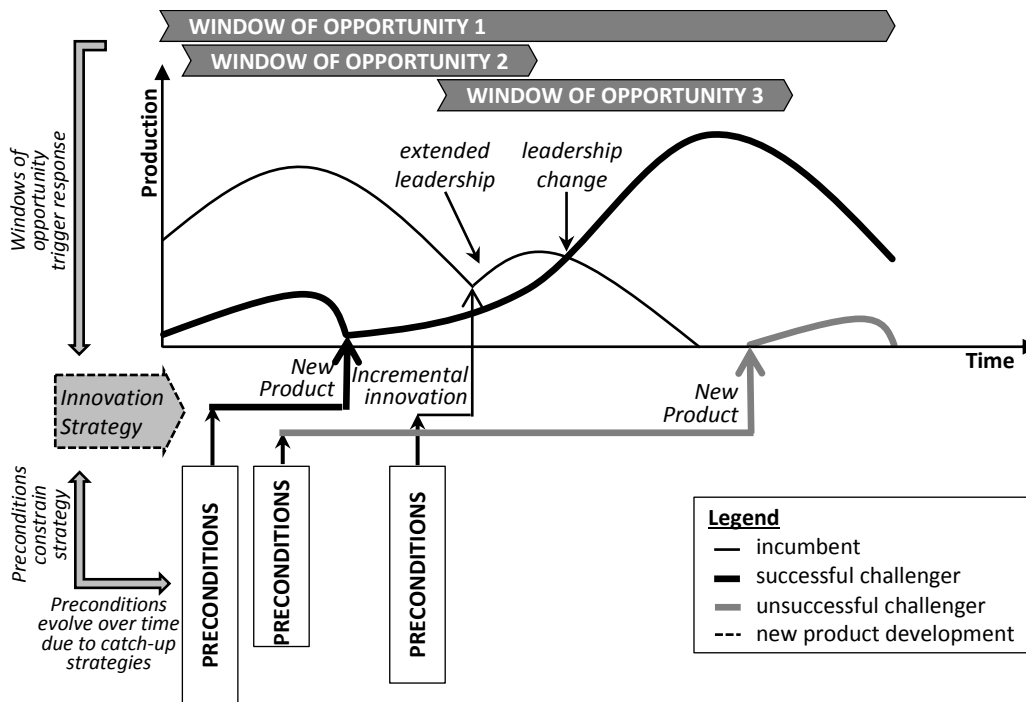 WINDOW OF OPPORTUNITY 1
WINDOW OF OPPORTUNITY 2
WINDOW OF OPPORTUNITY 3
Windows of
opportunity
trigger response
Production
extended
leadership
leadership
change
Time
New
Product
Incremental
innovation
New
Product
Innovation
Strategy
Preconditions
constrain
strategy
PRECONDITIONS
PRECONDITIONS
PRECONDITIONS
Preconditions
evolve over time
due to catch-up
strategies
Legend
incumbent
successful challenger
unsuccessful challenger
new product development